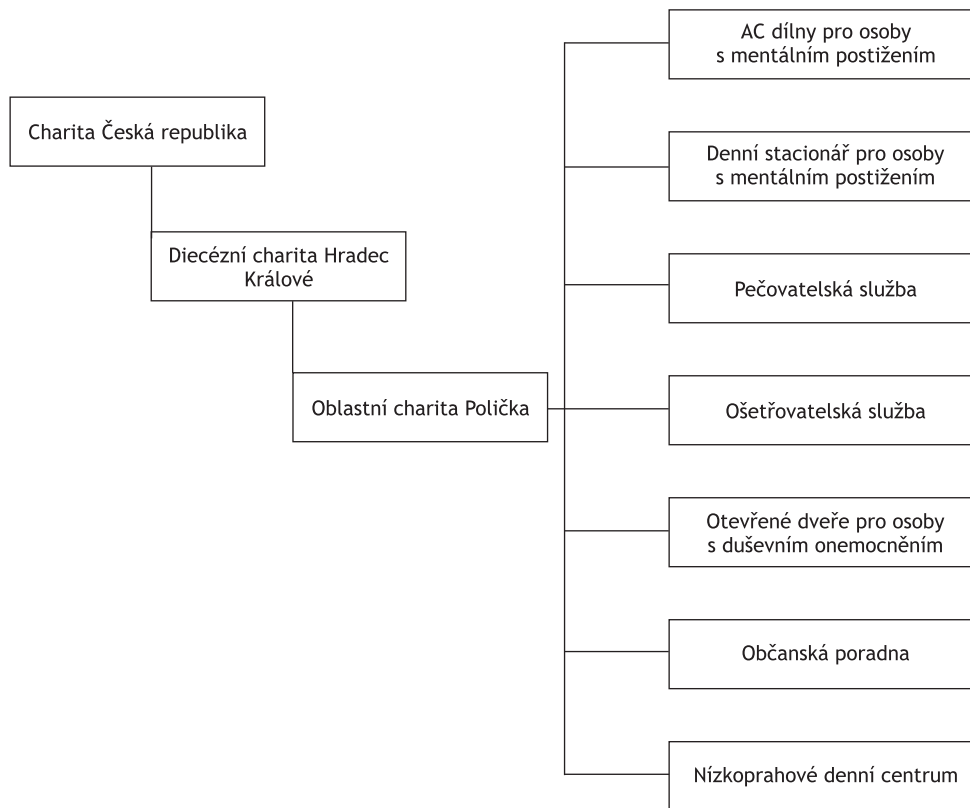 Charita Česká republika
Diecézní charita Hradec
Králové
Oblastní charita Polička
AC dílny pro osoby
s mentálním postižením
Denní stacionář pro osoby
s mentálním postižením
Pečovatelská služba
Ošetřovatelská služba
Otevřené dveře pro osoby
s duševním onemocněním
Občanská poradna
Nízkoprahové denní centrum